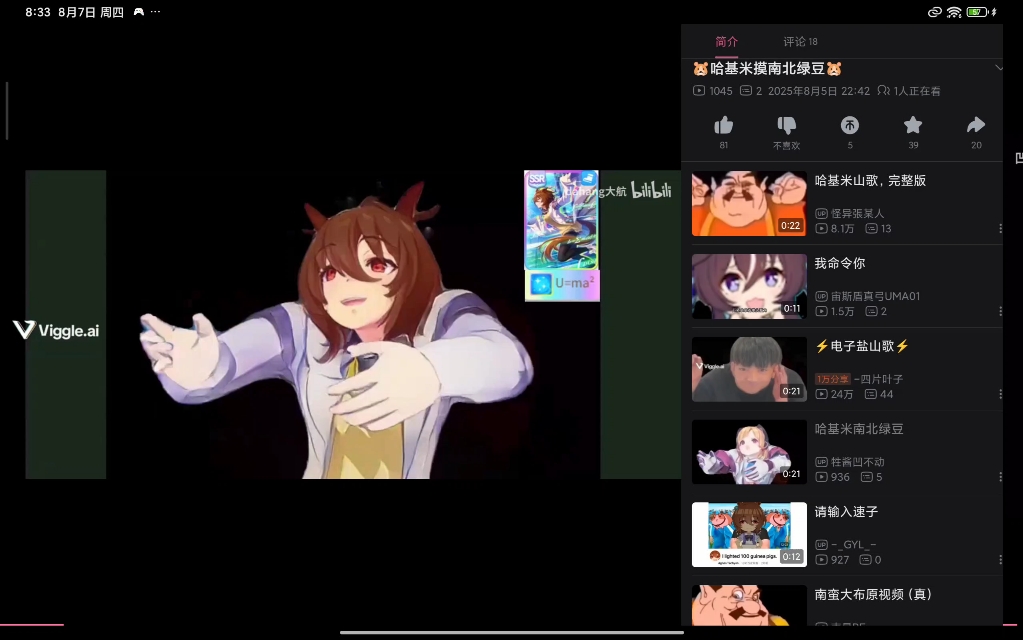 8:33 8月7日 周四 ···
57
简介 评论 18
🐹哈基米摸南北绿豆🐹
1045 2 2025年8月5日 22:42 1人正在看
81 不喜欢 5 39 20
SSR
大航 bilibili
U=ma²
Viggle.ai
哈基米山歌，完整版
UP 怪异張某人
8.1万 13
0:22
我命令你
UP 宙斯盾真弓UMA01
1.5万 2
0:11
⚡电子盐山歌⚡
1万分享 -四片叶子
24万 44
Viggle.ai
0:21
哈基米南北绿豆
UP 牲酱凹不动
936 5
0:21
请输入速子
UP -_GYL_-
927 0
I lighted 100 guinea pigs.
0:12
南蛮大布原视频（真）